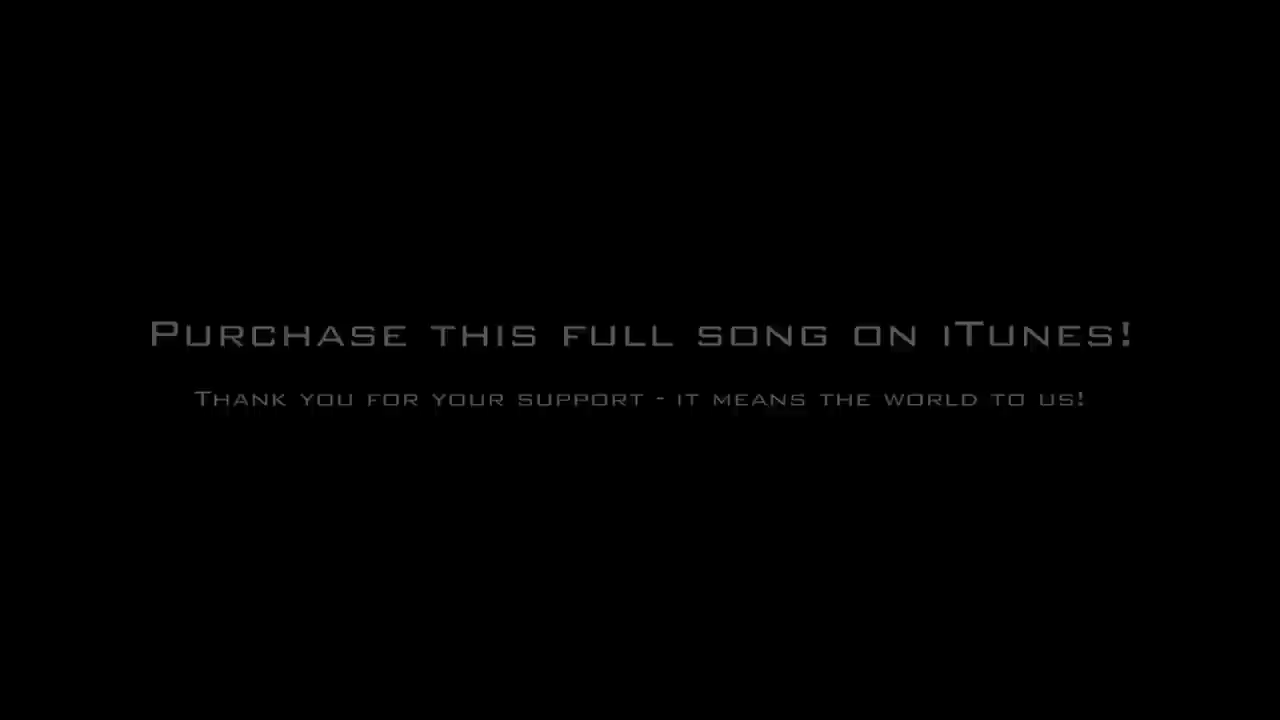 Purchase this full song on iTunes!
Thank you for your support - it means the world to us!